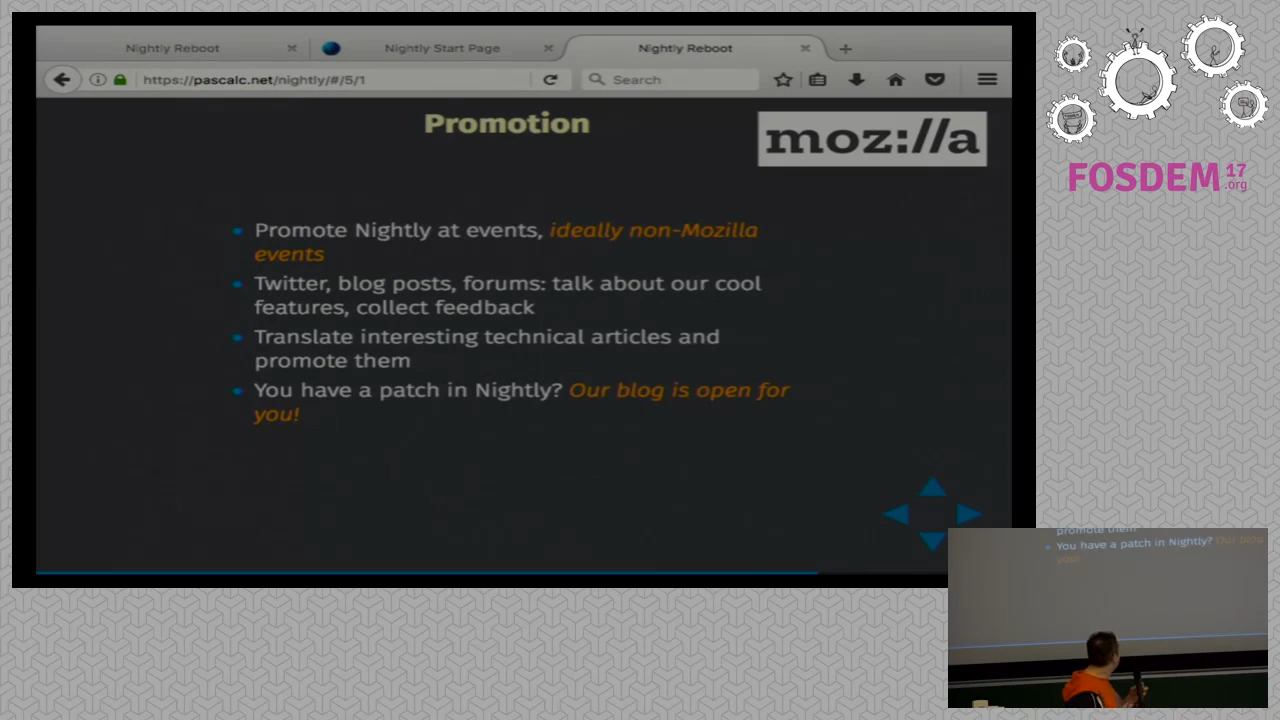 Nightly Reboot
Nightly Start Page
Nightly Reboot
https://pascalc.net/nightly/#/5/1
Search
Promotion
moz://a
Promote Nightly at events, ideally non-Mozilla
events
Twitter, blog posts, forums: talk about our cool
features, collect feedback
Translate interesting technical articles and
promote them
You have a patch in Nightly? Our blog is open for
you!
FOSDEM 17
.org
promote them
You have a patch in Nightly? Our blog
you!